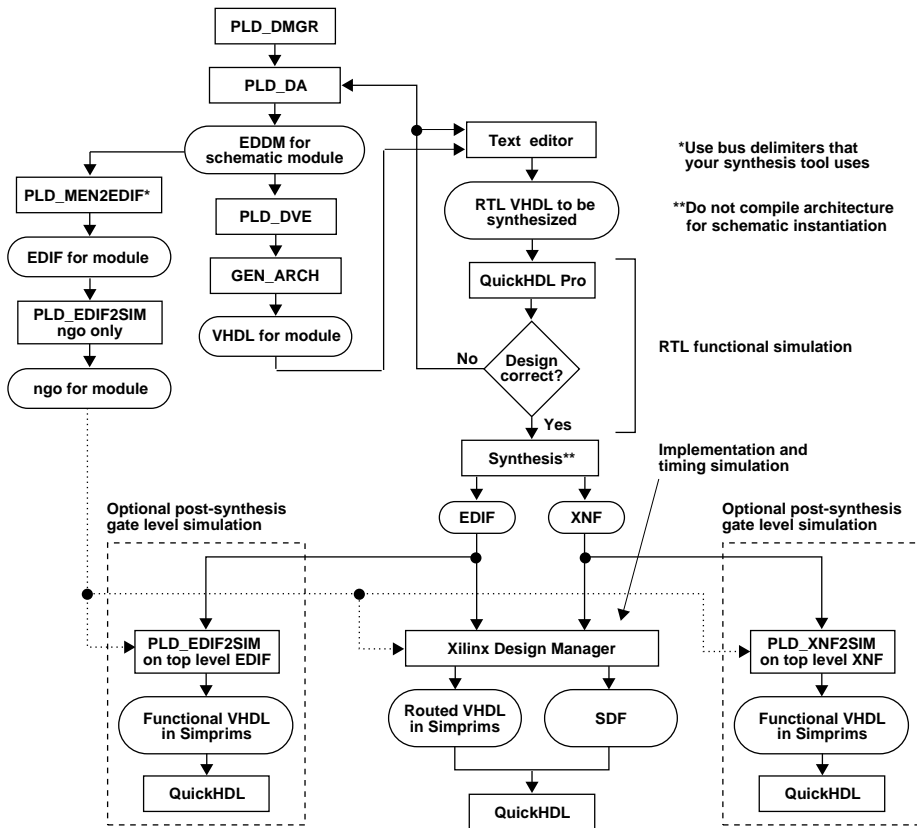 PLD_DMGR
PLD_DA
EDDM for
schematic module
Text editor
*Use bus delimiters that
your synthesis tool uses
PLD_MEN2EDIF*
PLD_DVE
RTL VHDL to be
synthesized
**Do not compile architecture
for schematic instantiation
EDIF for module
GEN_ARCH
QuickHDL Pro
PLD_EDIF2SIM
ngo only
VHDL for module
No
Design
correct?
RTL functional simulation
ngo for module
Yes
Synthesis**
Implementation and
timing simulation
Optional post-synthesis
gate level simulation
EDIF
XNF
Optional post-synthesis
gate level simulation
PLD_EDIF2SIM
on top level EDIF
Xilinx Design Manager
PLD_XNF2SIM
on top level XNF
Functional VHDL
in Simprims
Routed VHDL
in Simprims
SDF
Functional VHDL
in Simprims
QuickHDL
QuickHDL
QuickHDL